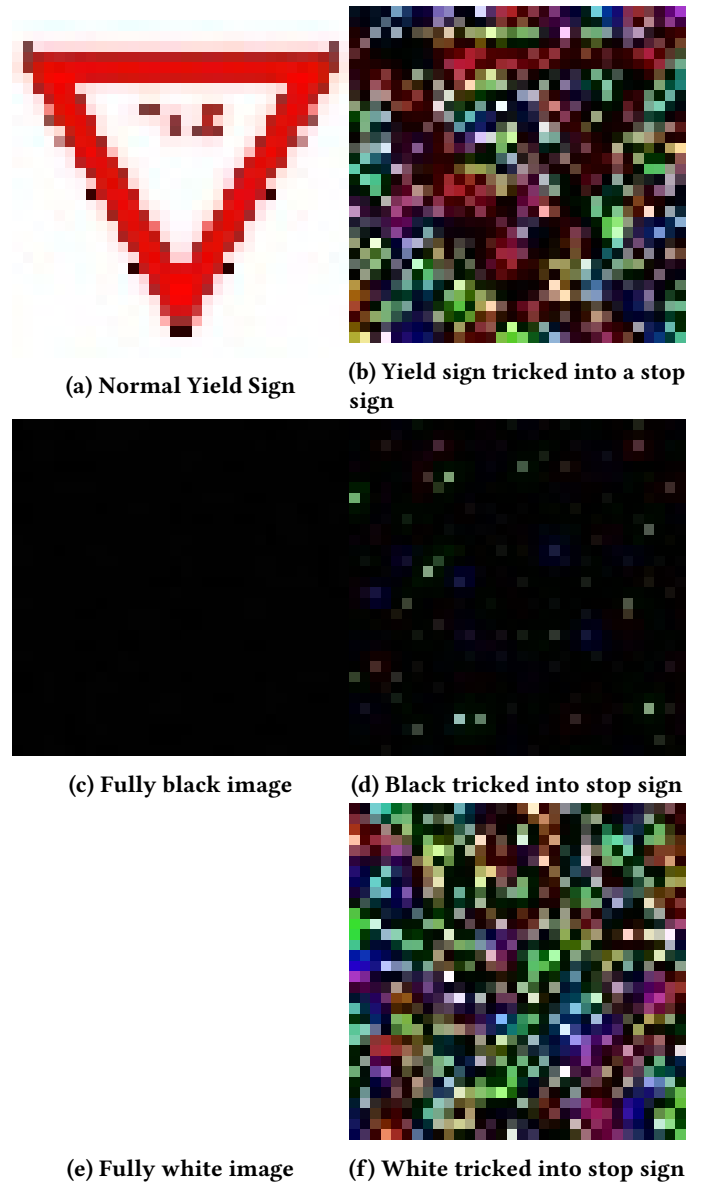 (a) Normal Yield Sign
(b) Yield sign tricked into a stop
sign
(c) Fully black image
(d) Black tricked into stop sign
(e) Fully white image
(f) White tricked into stop sign